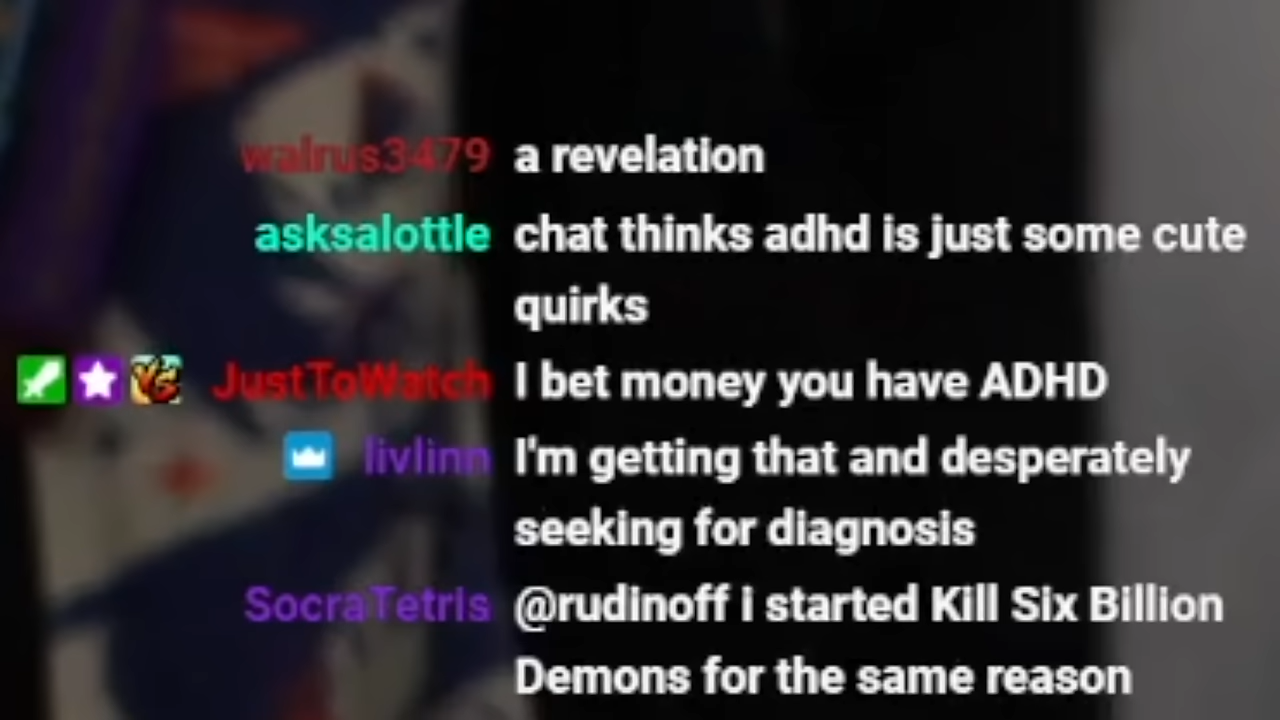 walrus3479 a revelation
asksalottle chat thinks adhd is just some cute
quirks
VS JustToWatch I bet money you have ADHD
livlinn I'm getting that and desperately
seeking for diagnosis
SocraTetrIs @rudinoff i started Kill Six Billion
Demons for the same reason